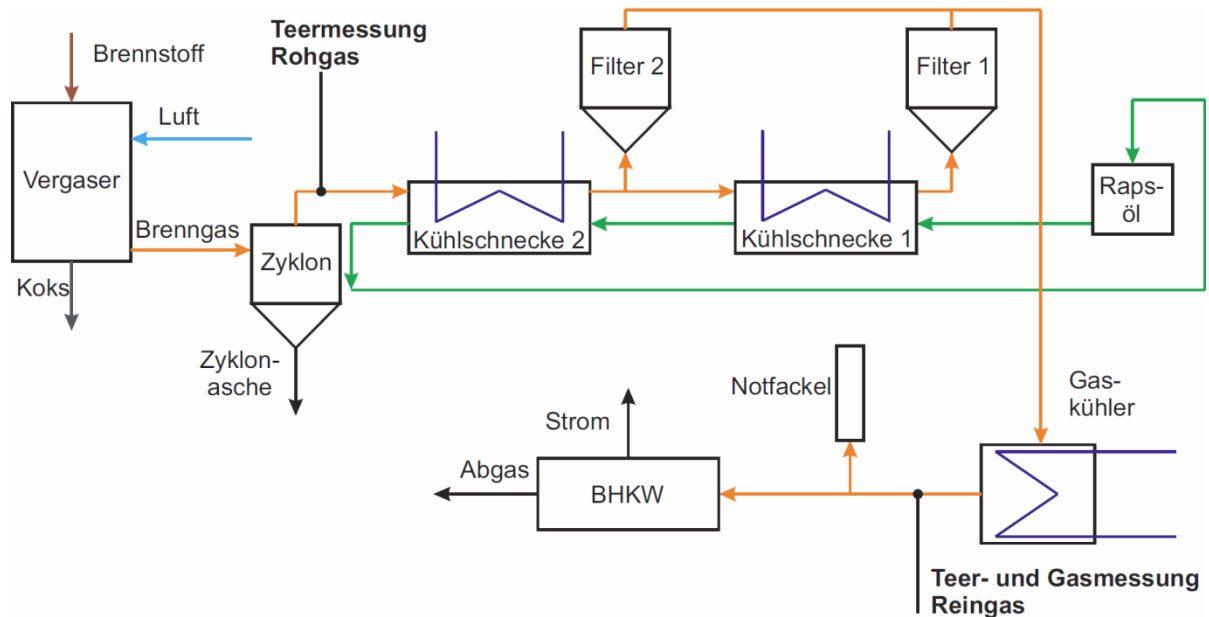 Teermessung
Rohgas
Brennstoff
Filter 2
Filter 1
Luft
Vergaser
Raps-
öl
Brenngas
Kühlschnecke 2
Kühlschnecke 1
Zyklon
Koks
Zyklon-
asche
Notfackel
Gas-
kühler
Strom
Abgas
BHKW
Teer- und Gasmessung
Reingas